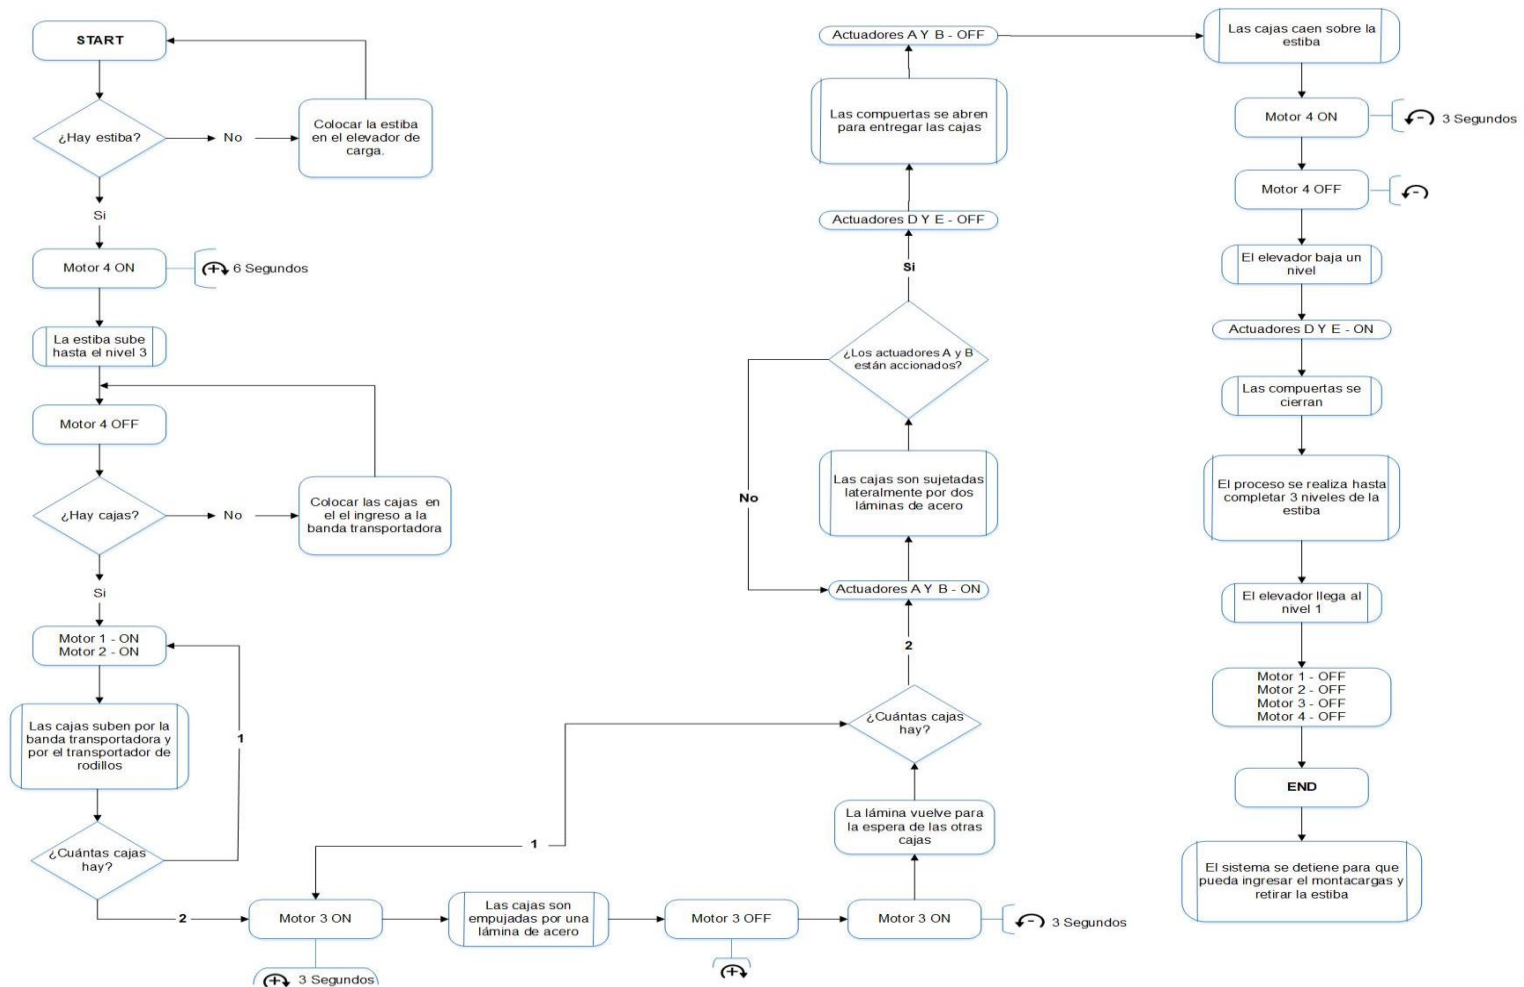 START
¿Hay estiba?
No
Colocar la estiba
en el elevador de
carga.
Si
Motor 4 ON
6 Segundos
La estiba sube
hasta el nivel 3
Motor 4 OFF
¿Hay cajas?
No
Colocar las cajas en
el el ingreso a la
banda transportadora
Si
Motor 1 - ON
Motor 2 - ON
Las cajas suben por la
banda transportadora y
por el transportador de
rodillos
1
¿Cuántas cajas
hay?
2
Motor 3 ON
3 Segundos
Las cajas son
empujadas por una
lámina de acero
Motor 3 OFF
Motor 3 ON
3 Segundos
La lámina vuelve para
la espera de las otras
cajas
¿Cuántas cajas
hay?
1
2
Actuadores A Y B - ON
Las cajas son sujetadas
lateralmente por dos
láminas de acero
¿Los actuadores A y B
están accionados?
No
Si
Actuadores D Y E - OFF
Las compuertas se abren
para entregar las cajas
Actuadores A Y B - OFF
Las cajas caen sobre la
estiba
Motor 4 ON
3 Segundos
Motor 4 OFF
El elevador baja un
nivel
Actuadores D Y E - ON
Las compuertas se
cierran
El proceso se realiza hasta
completar 3 niveles de la
estiba
El elevador llega al
nivel 1
Motor 1 - OFF
Motor 2 - OFF
Motor 3 - OFF
Motor 4 - OFF
END
El sistema se detiene para que
pueda ingresar el montacargas y
retirar la estiba